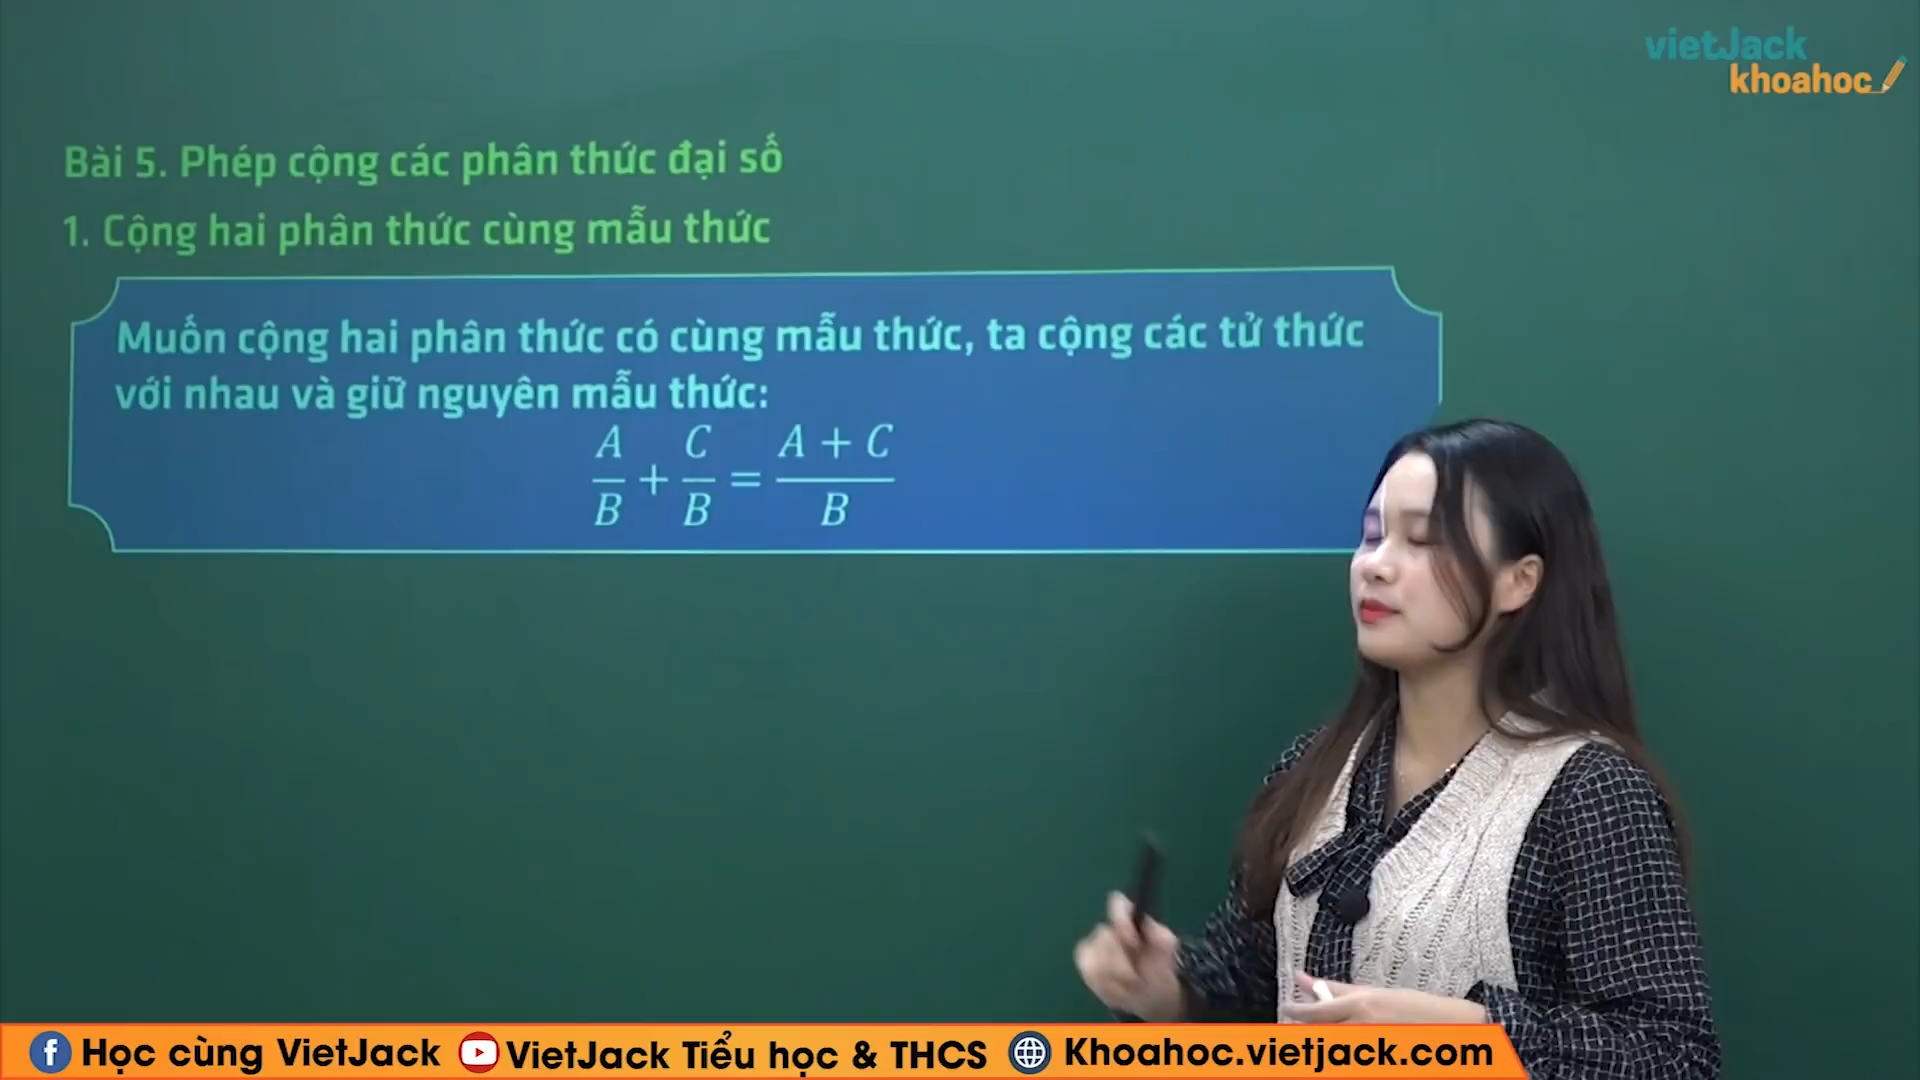 vietJack
khoahoc
Bài 5. Phép cộng các phân thức đại số
1. Cộng hai phân thức cùng mẫu thức
Muốn cộng hai phân thức có cùng mẫu thức, ta cộng các tử thức
với nhau và giữ nguyên mẫu thức:
A/B + C/B = (A + C)/B
Học cùng VietJack VietJack Tiểu học & THCS Khoahoc.vietjack.com